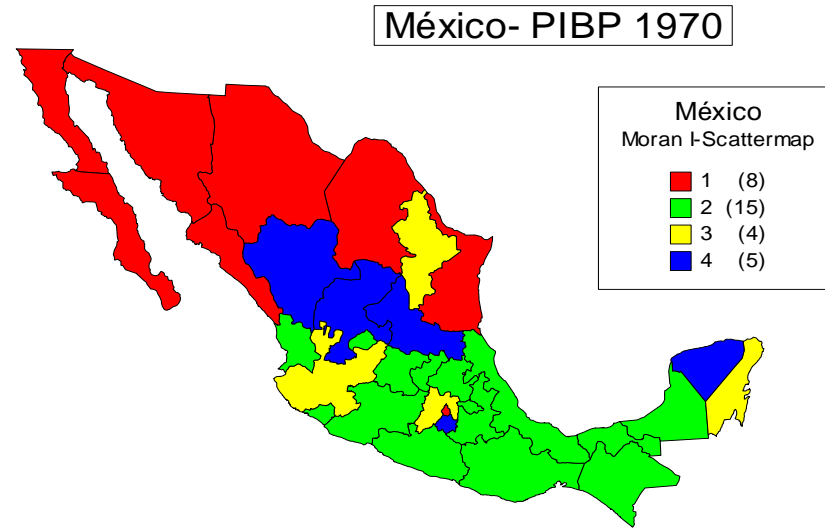 México- PIBP 1970
México
Moran I-Scattermap
1 (8)
2 (15)
3 (4)
4 (5)